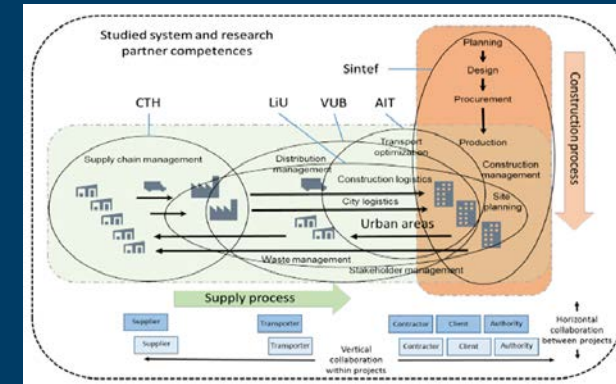 Studied system and research
partner competences
Planning
Design
Procurement
Production
Sintef
Construction process
CTH
LiU
VUB
AIT
Transport
optimization
Supply chain management
Distribution
management
Construction
management
Construction logistics
Site
planning
City logistics
Urban areas
Waste management
Stakeholder management
Supply process
Supplier
Transporter
Contractor
Client
Authority
Supplier
Transporter
Contractor
Client
Authority
Vertical
collaboration
within projects
Horizontal
collaboration
between projects